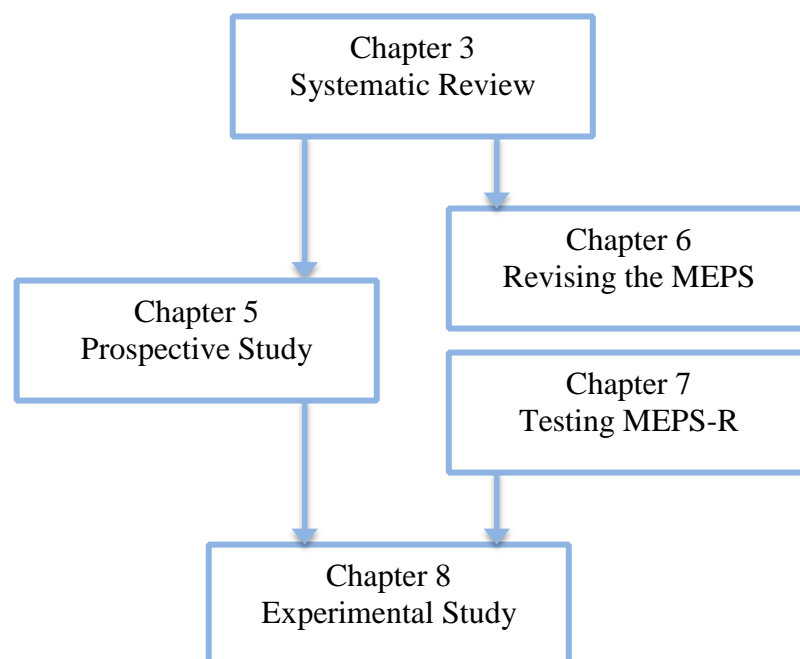 Chapter 3
Systematic Review
Chapter 6
Revising the MEPS
Chapter 5
Prospective Study
Chapter 7
Testing MEPS-R
Chapter 8
Experimental Study